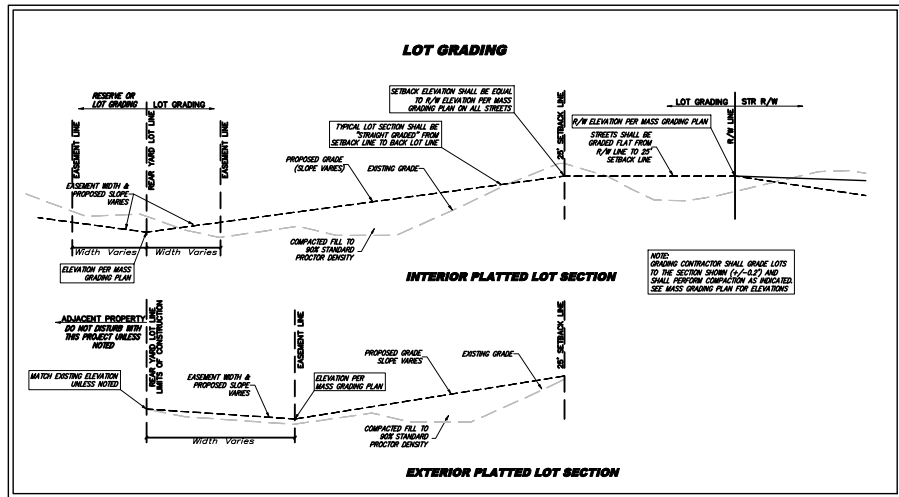 LOT GRADING
RESERVE OR
LOT GRADING
LOT GRADING
EASEMENT LINE
REAR YARD LOT LINE
EASEMENT LINE
SETBACK ELEVATION SHALL BE EQUAL
TO R/W ELEVATION PER MASS
GRADING PLAN ON ALL STREETS
TYPICAL LOT SECTION SHALL BE
"STRAIGHT GRADED" FROM
SETBACK LINE TO BACK LOT LINE
25' SETBACK LINE
LOT GRADING
STR R/W
R/W LINE
R/W ELEVATION PER MASS GRADING PLAN
STREETS SHALL BE
GRADED FLAT FROM
R/W LINE TO 25'
SETBACK LINE
PROPOSED GRADE
(SLOPE VARIES)
EXISTING GRADE
EASEMENT WIDTH &
PROPOSED SLOPE
VARIES
COMPACTED FILL TO
90% STANDARD
PROCTOR DENSITY
Width Varies
Width Varies
ELEVATION PER MASS
GRADING PLAN
INTERIOR PLATTED LOT SECTION
NOTE:
GRADING CONTRACTOR SHALL GRADE LOTS
TO THE SECTION SHOWN (+/-0.2') AND
SHALL PERFORM COMPACTION AS INDICATED.
SEE MASS GRADING PLAN FOR ELEVATIONS
ADJACENT PROPERTY
DO NOT DISTURB WITH
THIS PROJECT UNLESS
NOTED
REAR YARD LOT LINE
LIMITS OF CONSTRUCTION
EASEMENT LINE
25' SETBACK LINE
MATCH EXISTING ELEVATION
UNLESS NOTED
EASEMENT WIDTH &
PROPOSED SLOPE
VARIES
ELEVATION PER
MASS GRADING PLAN
PROPOSED GRADE
SLOPE VARIES
EXISTING GRADE
COMPACTED FILL TO
90% STANDARD
PROCTOR DENSITY
Width Varies
EXTERIOR PLATTED LOT SECTION